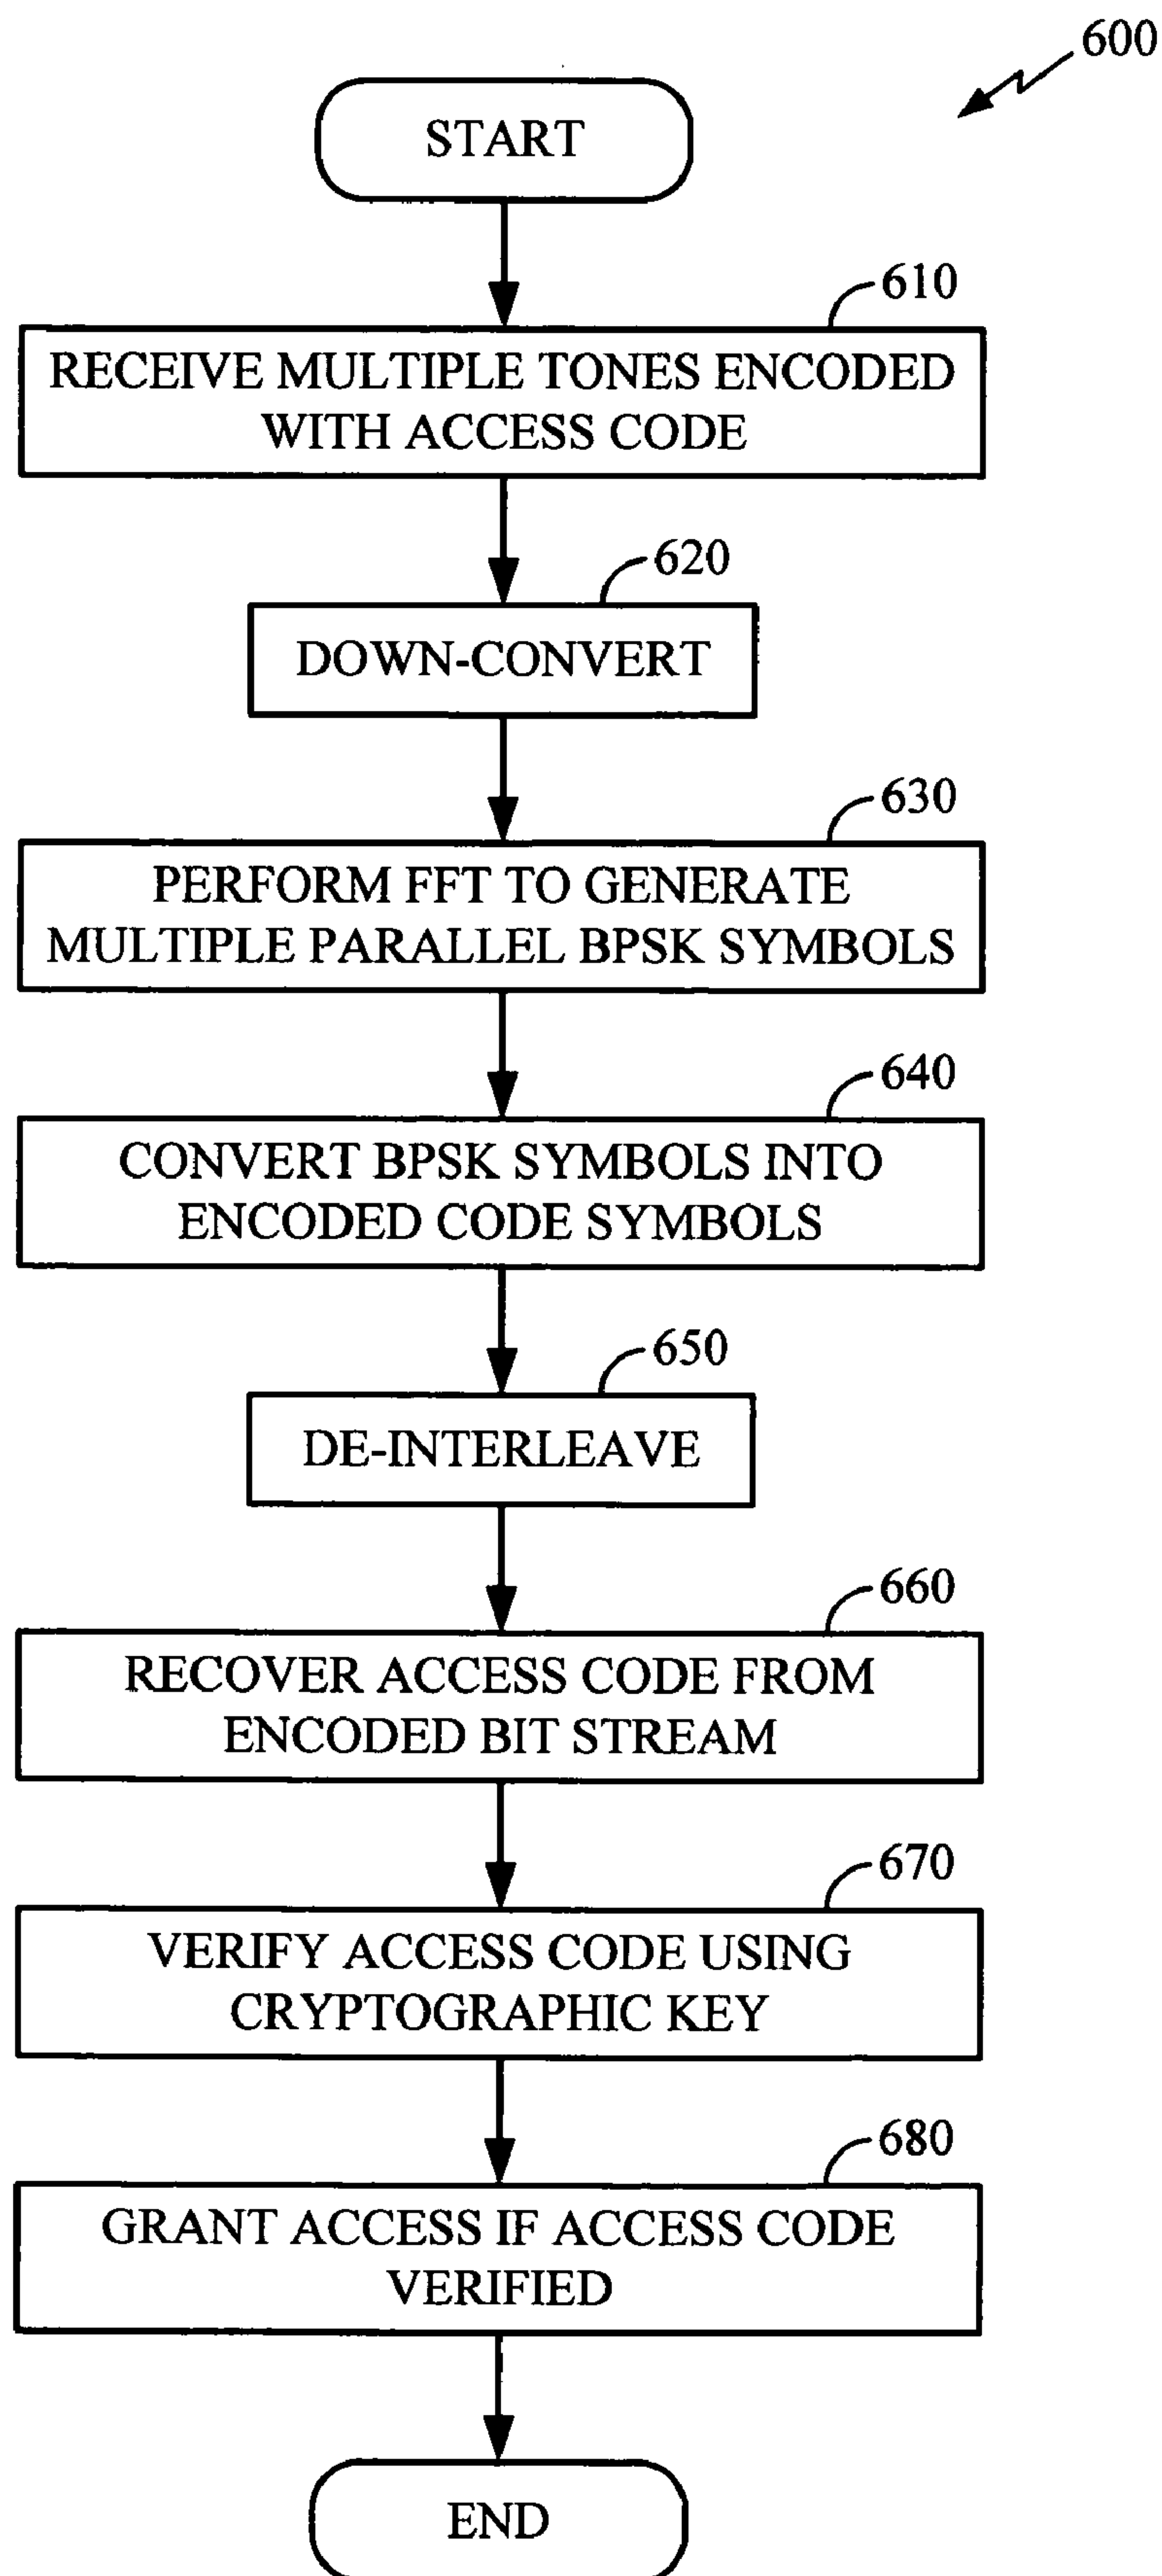 600
START
610
RECEIVE MULTIPLE TONES ENCODED
WITH ACCESS CODE
620
DOWN-CONVERT
630
PERFORM FFT TO GENERATE
MULTIPLE PARALLEL BPSK SYMBOLS
640
CONVERT BPSK SYMBOLS INTO
ENCODED CODE SYMBOLS
650
DE-INTERLEAVE
660
RECOVER ACCESS CODE FROM
ENCODED BIT STREAM
670
VERIFY ACCESS CODE USING
CRYPTOGRAPHIC KEY
680
GRANT ACCESS IF ACCESS CODE
VERIFIED
END